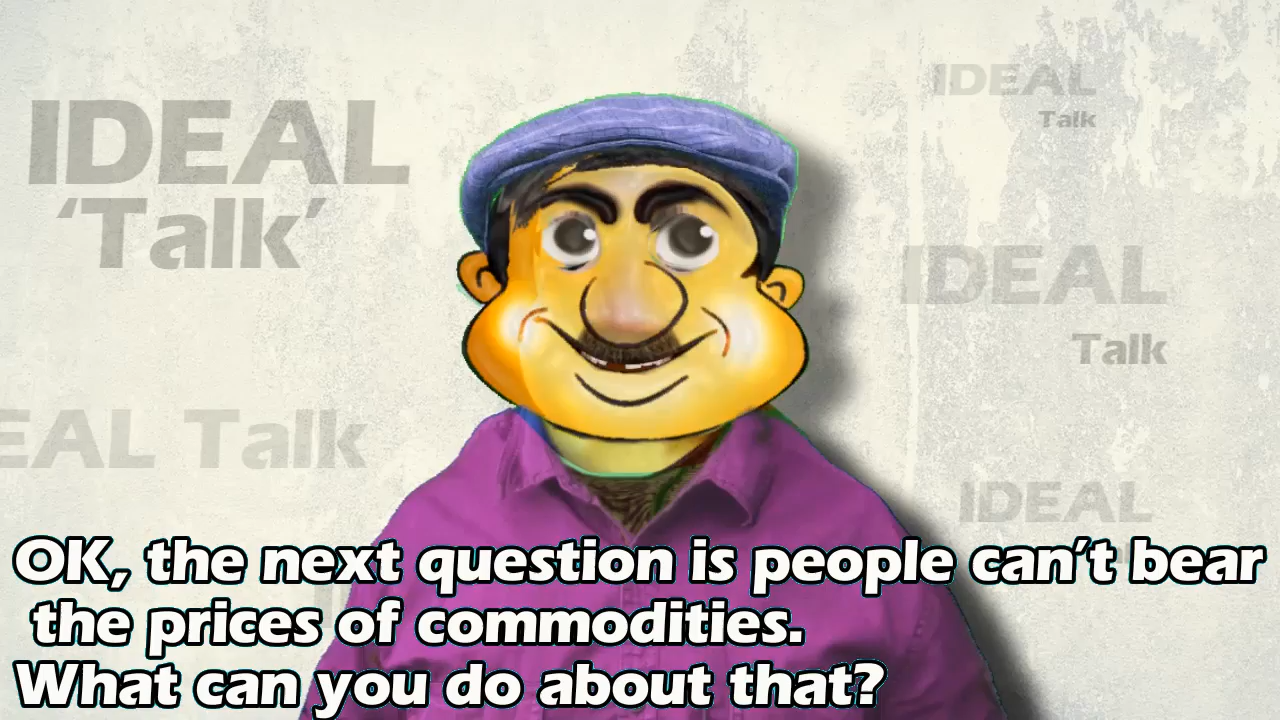 IDEAL
'Talk'
IDEAL
Talk
IDEAL
Talk
EAL Talk
IDEAL
OK, the next question is people can't bear
the prices of commodities.
What can you do about that?